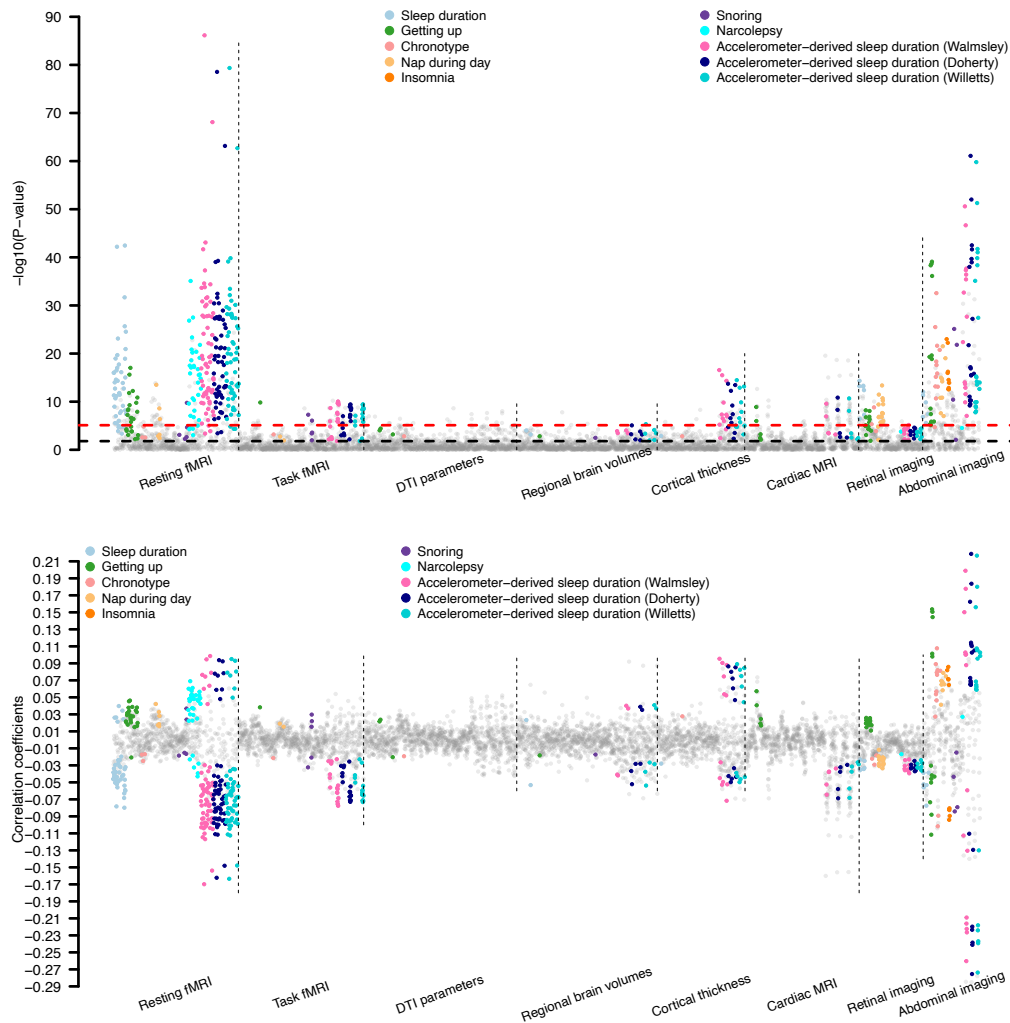 90
80
70
60
50
40
30
20
10
0
−log10(P−value)
Sleep duration
Getting up
Chronotype
Nap during day
Insomnia
Snoring
Narcolepsy
Accelerometer−derived sleep duration (Walmsley)
Accelerometer−derived sleep duration (Doherty)
Accelerometer−derived sleep duration (Willetts)
Resting fMRI
Task fMRI
DTI parameters
Regional brain volumes
Cortical thickness
Cardiac MRI
Retinal imaging
Abdominal imaging
0.21
0.19
0.17
0.15
0.13
0.11
0.09
0.07
0.05
0.03
0.01
−0.01
−0.03
−0.05
−0.07
−0.09
−0.11
−0.13
−0.15
−0.17
−0.19
−0.21
−0.23
−0.25
−0.27
−0.29
Correlation coefficients
Sleep duration
Getting up
Chronotype
Nap during day
Insomnia
Snoring
Narcolepsy
Accelerometer−derived sleep duration (Walmsley)
Accelerometer−derived sleep duration (Doherty)
Accelerometer−derived sleep duration (Willetts)
Resting fMRI
Task fMRI
DTI parameters
Regional brain volumes
Cortical thickness
Cardiac MRI
Retinal imaging
Abdominal imaging